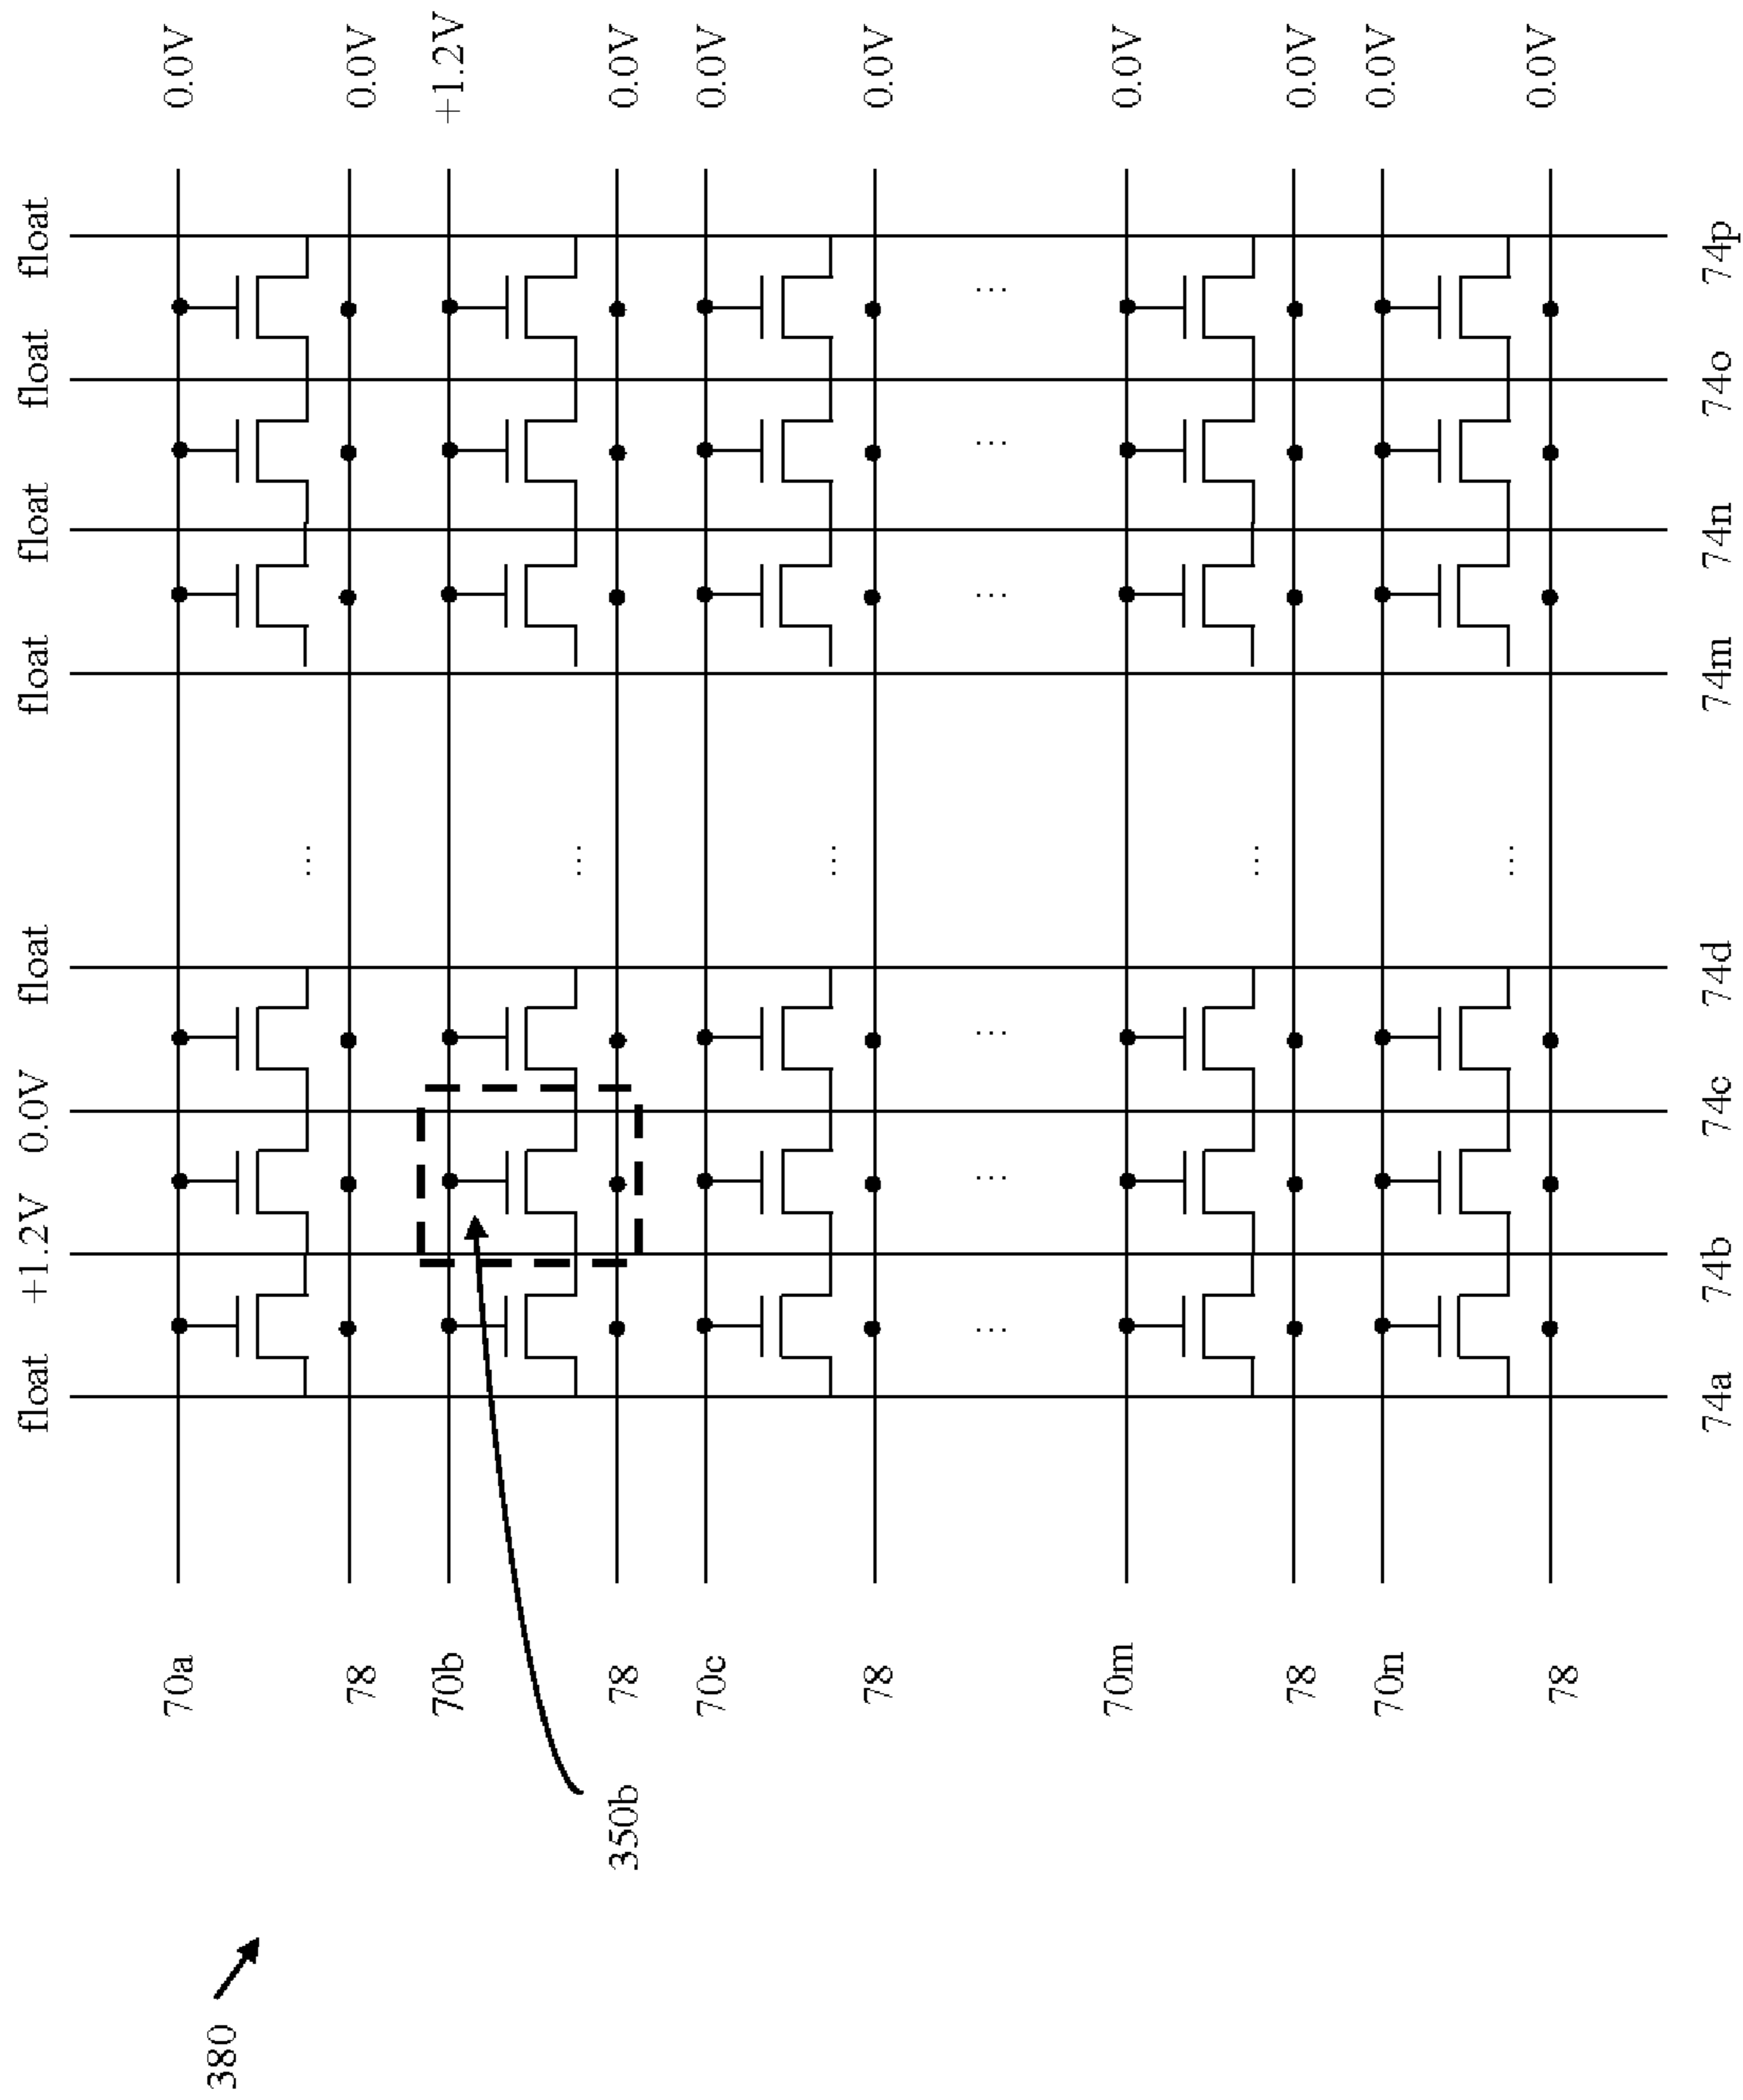 float +1.2V 0.0V float float float float float
70a 0.0V
380
78 0.0V
70b +1.2V
78 0.0V
350b
70c 0.0V
78 0.0V
... ... ... ... ...
... ... ... ... ... ...
70m 0.0V
78 0.0V
70n 0.0V
78 0.0V
74a 74b 74c 74d 74m 74n 74o 74p